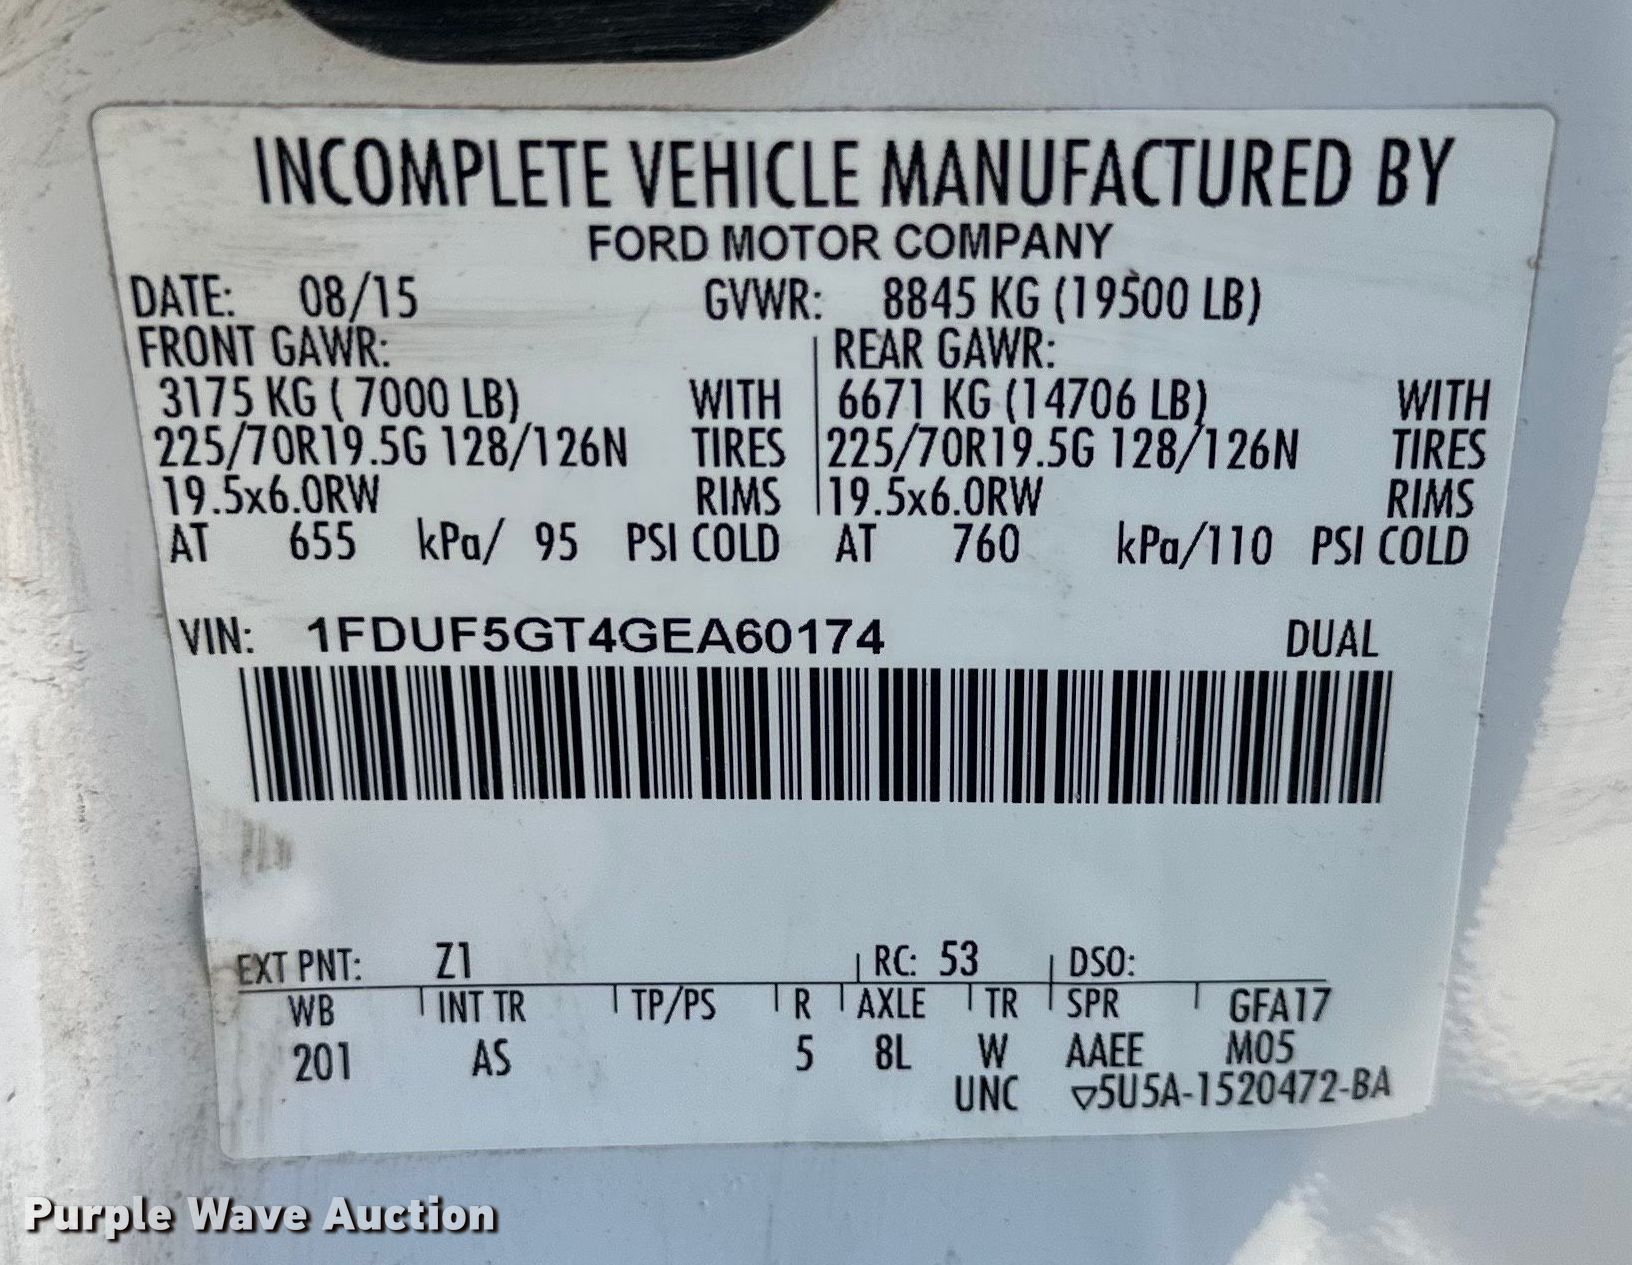 INCOMPLETE VEHICLE MANUFACTURED BY
FORD MOTOR COMPANY
DATE: 08/15 GVWR: 8845 KG (19500 LB)
FRONT GAWR: REAR GAWR:
3175 KG ( 7000 LB) WITH 6671 KG (14706 LB) WITH
225/70R19.5G 128/126N TIRES 225/70R19.5G 128/126N TIRES
19.5x6.0RW RIMS 19.5x6.0RW RIMS
AT 655 kPa/ 95 PSI COLD AT 760 kPa/110 PSI COLD
VIN: 1FDUF5GT4GEA60174 DUAL
EXT PNT: Z1 RC: 53 DSO:
WB INT TR TP/PS R AXLE TR SPR GFA17
201 AS 5 8L W AAEE M05
UNC ▽5U5A-1520472-BA
Purple Wave Auction